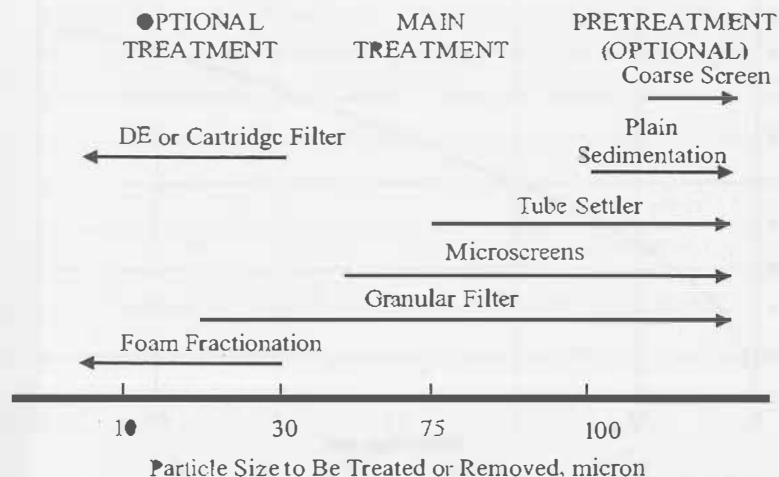 OPTIONAL TREATMENT
MAIN TREATMENT
PRETREATMENT (OPTIONAL)
Coarse Screen
DE or Cartridge Filter
Plain Sedimentation
Tube Settler
Microscreens
Granular Filter
Foam Fractionation
10 30 75 100
Particle Size to Be Treated or Removed, micron